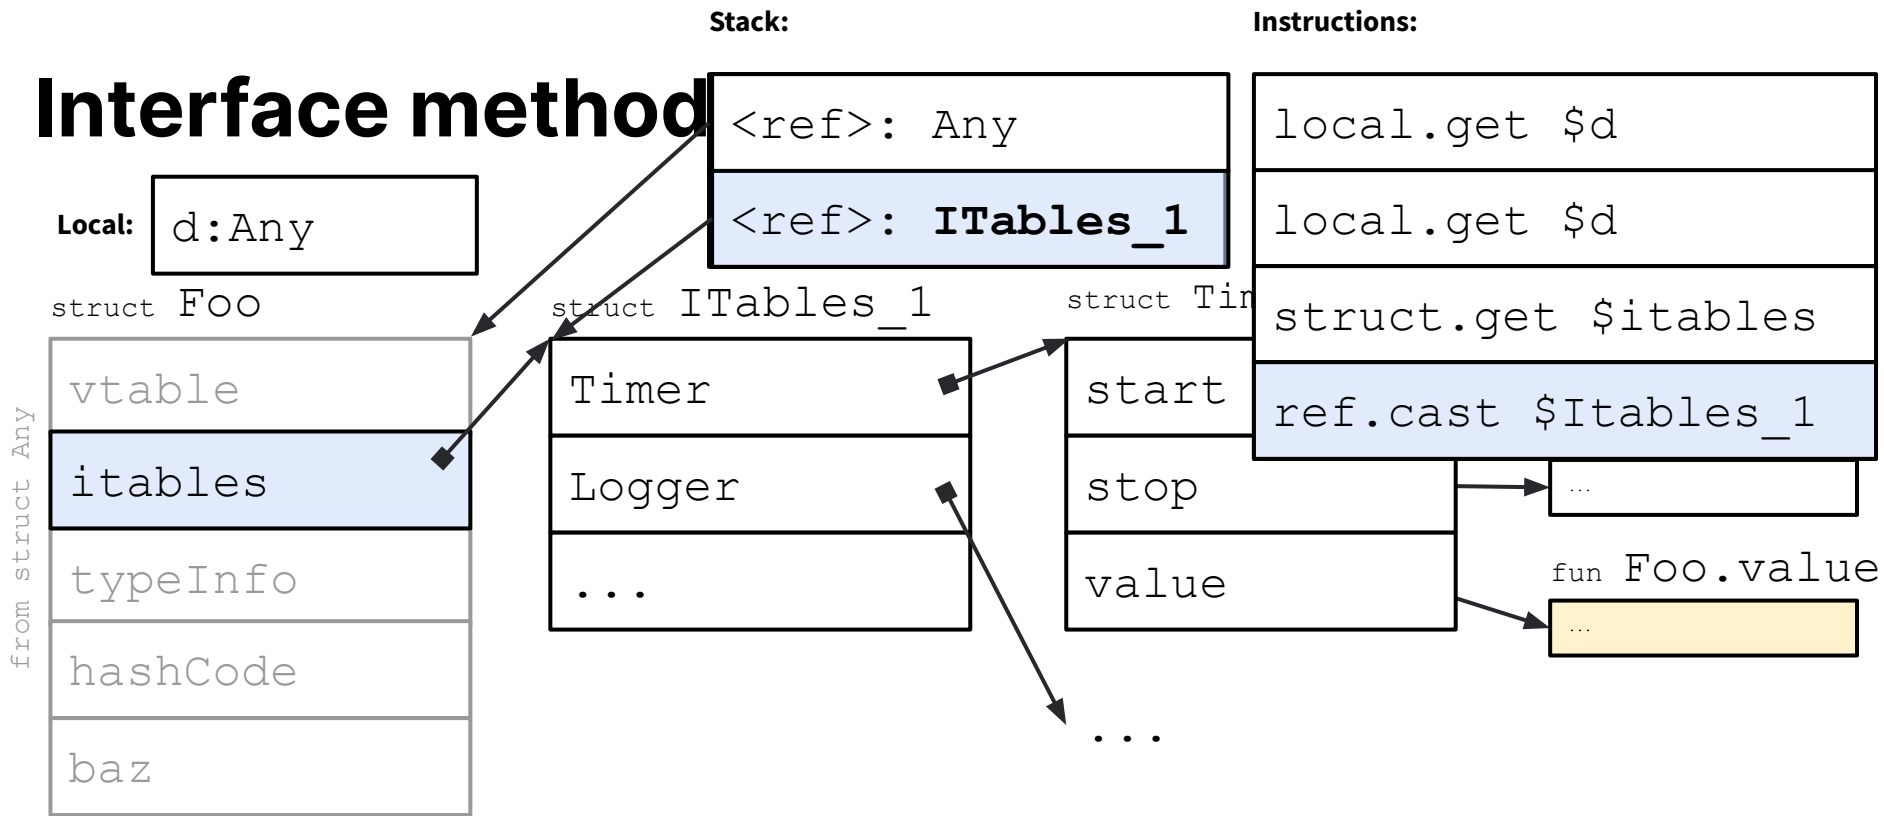 Stack:
Instructions:
Interface method
<ref>: Any
<ref>: ITables_1
local.get $d
local.get $d
struct.get $itables
ref.cast $Itables_1
Local:
d:Any
struct Foo
from struct Any
vtable
itables
typeInfo
hashCode
baz
struct ITables_1
Timer
Logger
...
struct Tim
start
stop
value
...
...
fun Foo.value
...